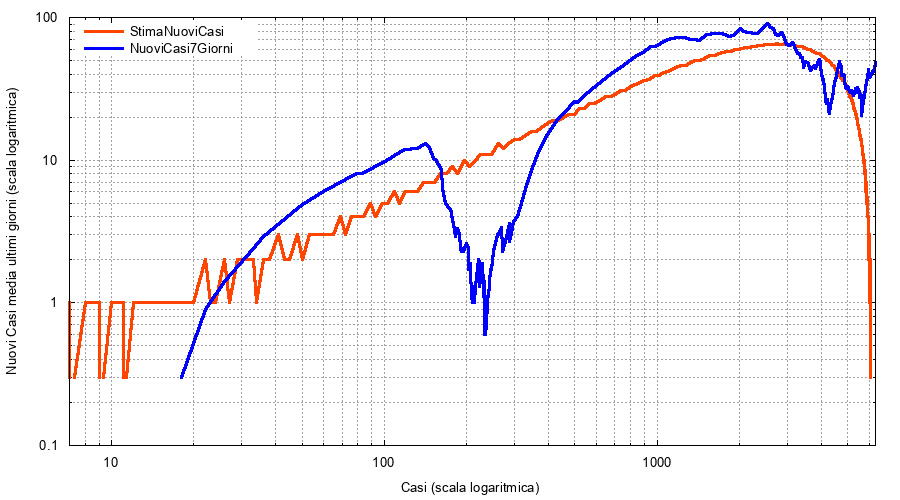 100
StimaNuoviCasi
NuoviCasi7Giorni
10
1
0.1
Nuovi Casi media ultimi giorni (scala logaritmica)
10
100
1000
Casi (scala logaritmica)